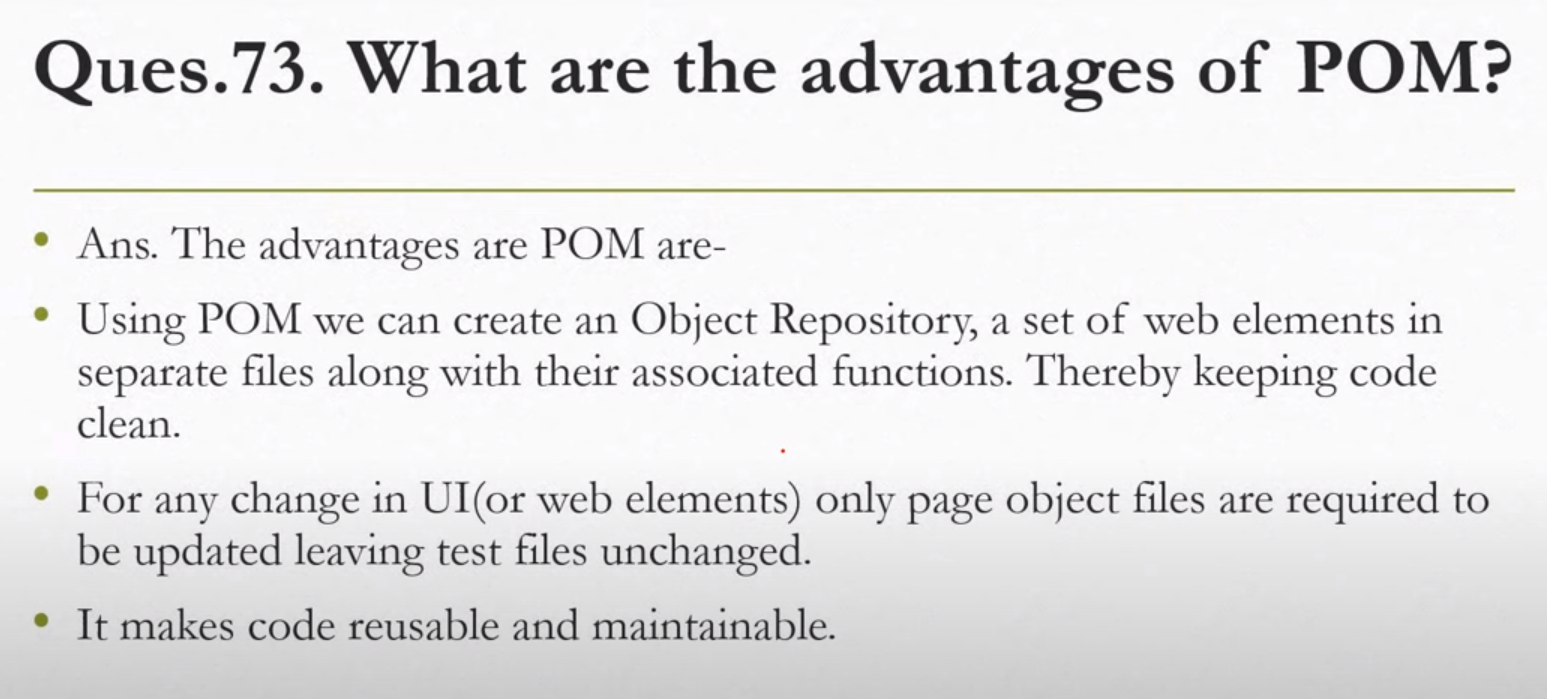 Ques.73. What are the advantages of POM?
• Ans. The advantages are POM are-
• Using POM we can create an Object Repository, a set of web elements in
separate files along with their associated functions. Thereby keeping code
clean.
• For any change in UI(or web elements) only page object files are required to
be updated leaving test files unchanged.
• It makes code reusable and maintainable.